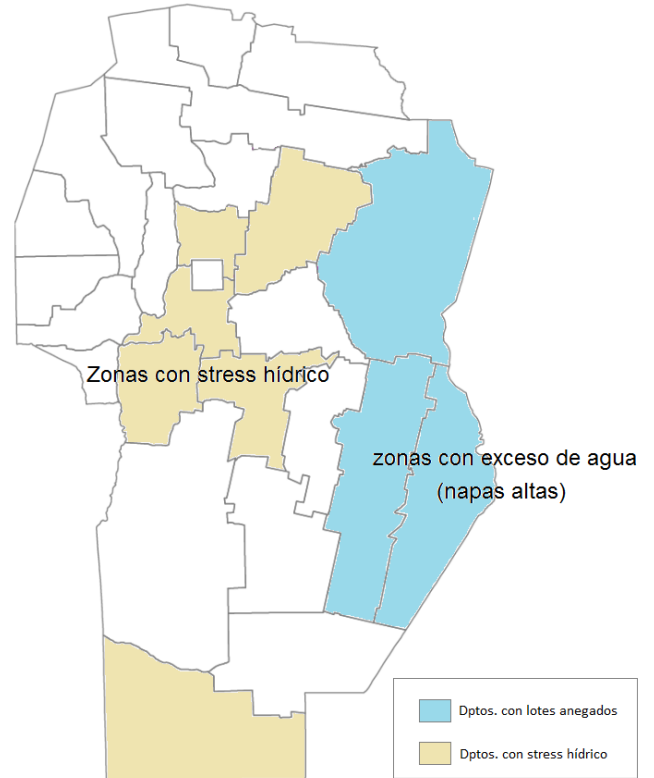 Zonas con stress hídrico
zonas con exceso de agua
(napas altas)
Dptos. con lotes anegados
Dptos. con stress hídrico